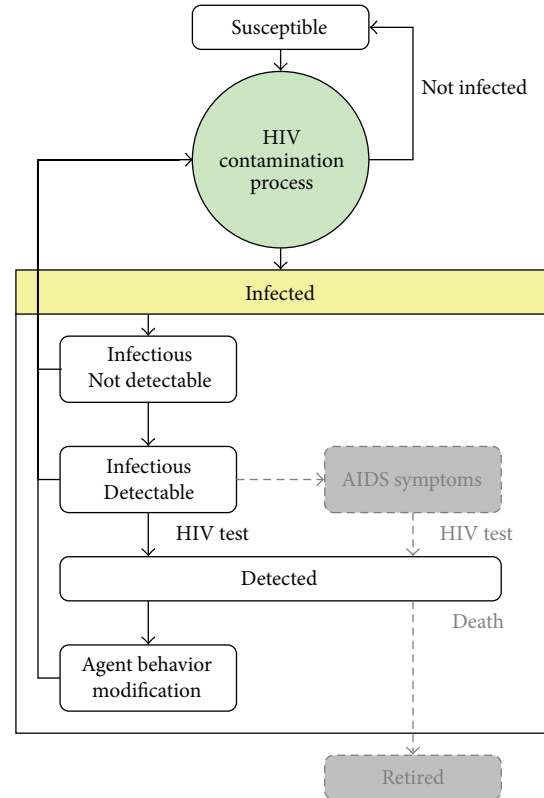 Susceptible
Not infected
HIV
contamination
process
Infected
Infectious
Not detectable
Infectious
Detectable
AIDS symptoms
HIV test
HIV test
Detected
Death
Agent behavior
modification
Retired